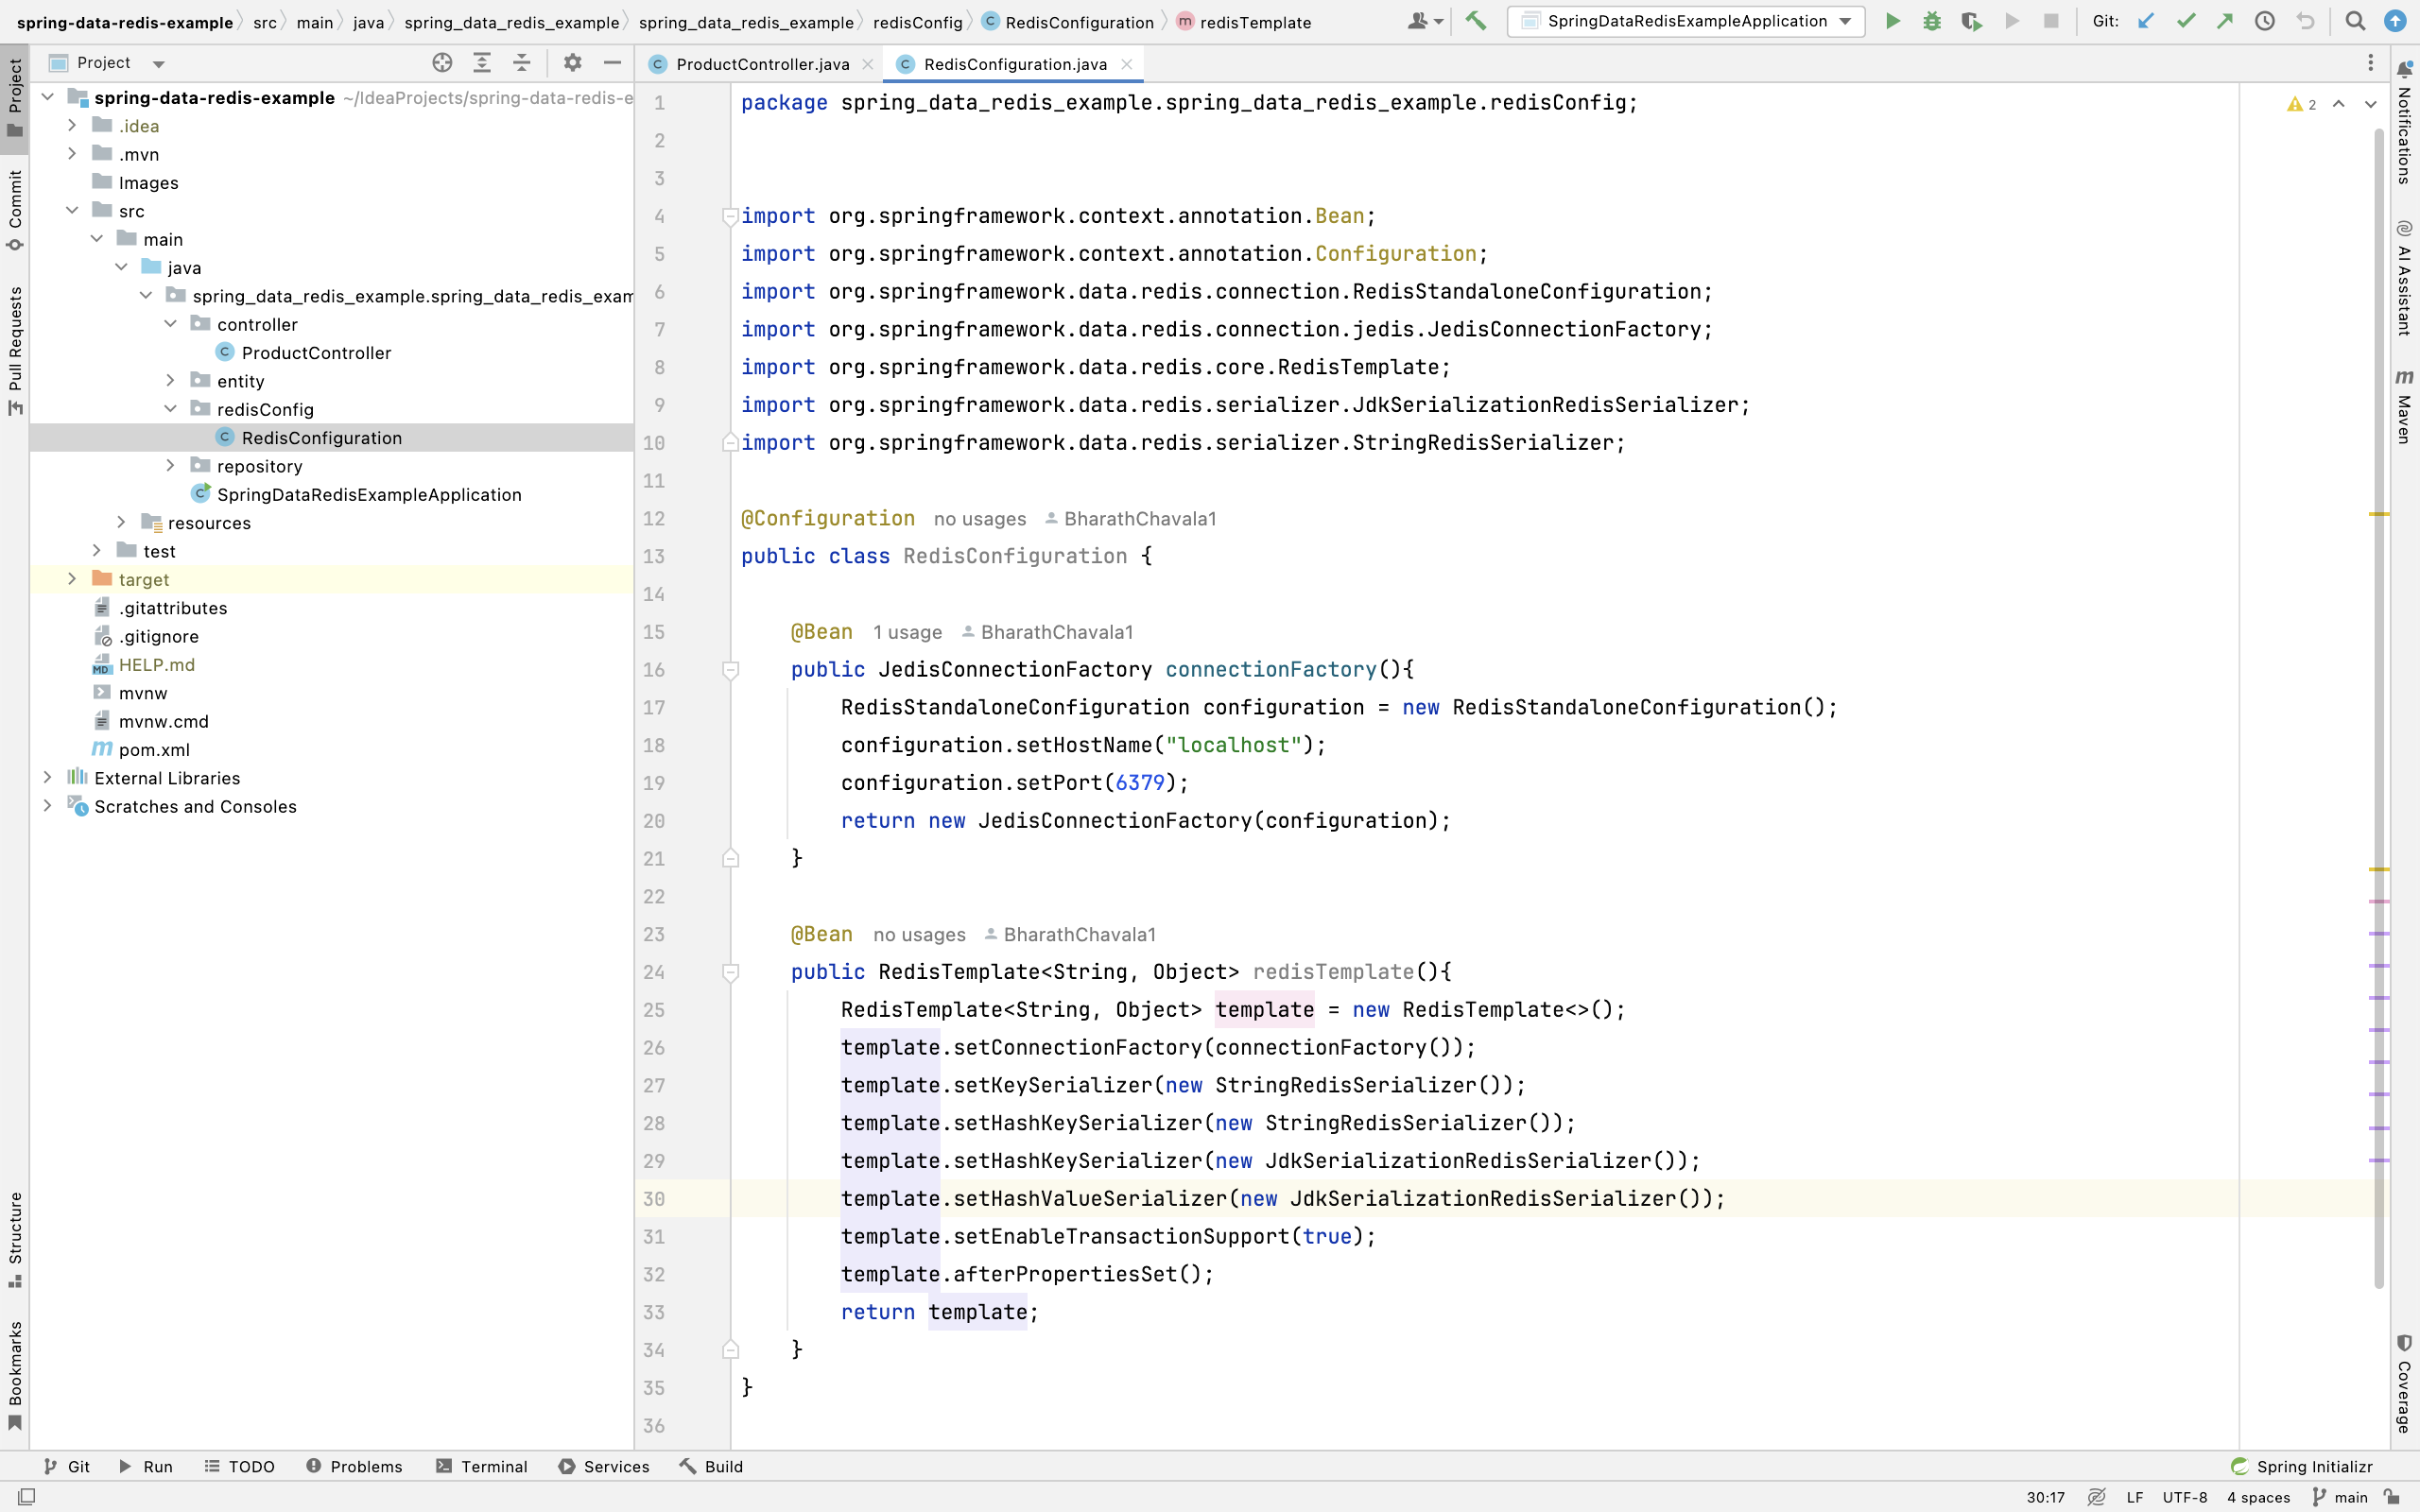 spring-data-redis-example src main java spring_data_redis_example spring_data_redis_example redisConfig RedisConfiguration redisTemplate
SpringDataRedisExampleApplication
Git:
Project
Commit
Pull Requests
Structure
Bookmarks
Project
spring-data-redis-example ~/IdeaProjects/spring-data-redis-e
.idea
.mvn
Images
src
main
java
spring_data_redis_example.spring_data_redis_exam
controller
ProductController
entity
redisConfig
RedisConfiguration
repository
SpringDataRedisExampleApplication
resources
test
target
.gitattributes
.gitignore
HELP.md
mvnw
mvnw.cmd
pom.xml
External Libraries
Scratches and Consoles
ProductController.java
RedisConfiguration.java
2
1 package spring_data_redis_example.spring_data_redis_example.redisConfig;
2
3
4 import org.springframework.context.annotation.Bean;
5 import org.springframework.context.annotation.Configuration;
6 import org.springframework.data.redis.connection.RedisStandaloneConfiguration;
7 import org.springframework.data.redis.connection.jedis.JedisConnectionFactory;
8 import org.springframework.data.redis.core.RedisTemplate;
9 import org.springframework.data.redis.serializer.JdkSerializationRedisSerializer;
10 import org.springframework.data.redis.serializer.StringRedisSerializer;
11
12 @Configuration no usages BharathChavala1
13 public class RedisConfiguration {
14
15 @Bean 1 usage BharathChavala1
16 public JedisConnectionFactory connectionFactory(){
17 RedisStandaloneConfiguration configuration = new RedisStandaloneConfiguration();
18 configuration.setHostName("localhost");
19 configuration.setPort(6379);
20 return new JedisConnectionFactory(configuration);
21 }
22
23 @Bean no usages BharathChavala1
24 public RedisTemplate<String, Object> redisTemplate(){
25 RedisTemplate<String, Object> template = new RedisTemplate<>();
26 template.setConnectionFactory(connectionFactory());
27 template.setKeySerializer(new StringRedisSerializer());
28 template.setHashKeySerializer(new StringRedisSerializer());
29 template.setHashKeySerializer(new JdkSerializationRedisSerializer());
30 template.setHashValueSerializer(new JdkSerializationRedisSerializer());
31 template.setEnableTransactionSupport(true);
32 template.afterPropertiesSet();
33 return template;
34 }
35 }
36
Notifications
AI Assistant
Maven
Coverage
Git Run TODO Problems Terminal Services Build
Spring Initializr
30:17 LF UTF-8 4 spaces main